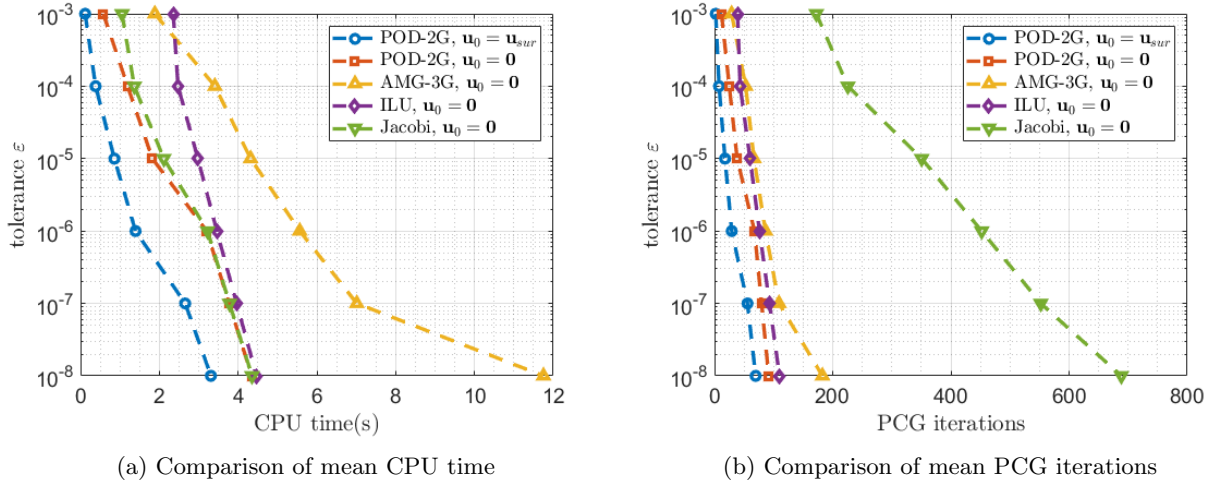 10⁻³
10⁻⁴
10⁻⁵
10⁻⁶
10⁻⁷
10⁻⁸
tolerance ε
0 2 4 6 8 10 12
CPU time(s)
POD-2G, u₀ = u_sur
POD-2G, u₀ = 0
AMG-3G, u₀ = 0
ILU, u₀ = 0
Jacobi, u₀ = 0
(a) Comparison of mean CPU time
10⁻³
10⁻⁴
10⁻⁵
10⁻⁶
10⁻⁷
10⁻⁸
tolerance ε
0 200 400 600 800
PCG iterations
POD-2G, u₀ = u_sur
POD-2G, u₀ = 0
AMG-3G, u₀ = 0
ILU, u₀ = 0
Jacobi, u₀ = 0
(b) Comparison of mean PCG iterations